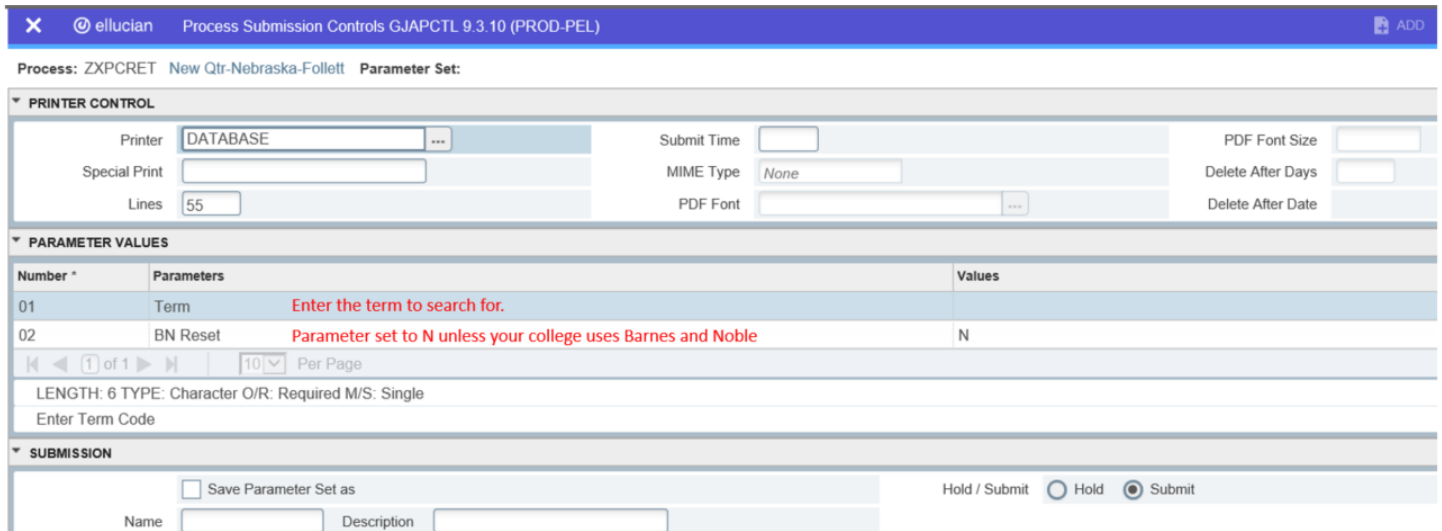 ellucian Process Submission Controls GJAPCTL 9.3.10 (PROD-PEL) ADD
Process: ZXPCRET New Qtr-Nebraska-Follett Parameter Set:
PRINTER CONTROL
Printer DATABASE ... Submit Time PDF Font Size
Special Print MIME Type None Delete After Days
Lines 55 PDF Font ... Delete After Date
PARAMETER VALUES
Number * Parameters Values
01 Term Enter the term to search for.
02 BN Reset Parameter set to N unless your college uses Barnes and Noble N
1 of 1 10 Per Page
LENGTH: 6 TYPE: Character O/R: Required M/S: Single
Enter Term Code
SUBMISSION
Save Parameter Set as Hold / Submit Hold Submit
Name Description